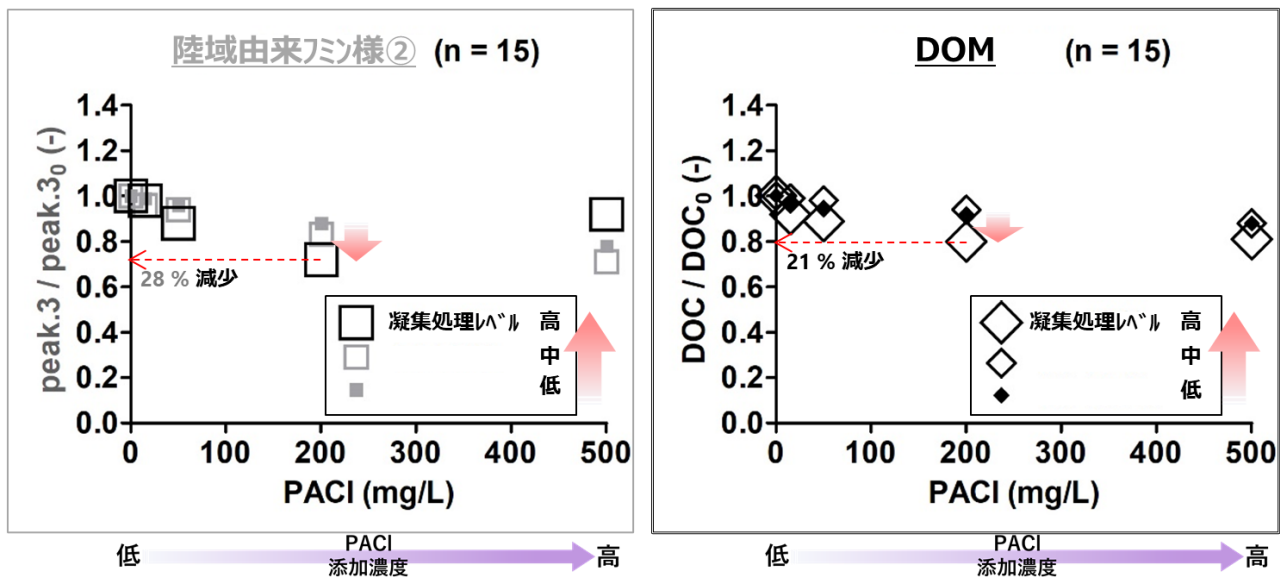 陸域由来フミン様② (n = 15)
1.4
1.2
1.0
0.8
0.6
0.4
0.2
0.0
peak.3 / peak.3₀ (-)
28 % 減少
凝集処理ﾚﾍﾞﾙ 高
中
低
0 100 200 300 400 500
PACl (mg/L)
低 PACl 高
添加濃度
DOM (n = 15)
1.4
1.2
1.0
0.8
0.6
0.4
0.2
0.0
DOC / DOC₀ (-)
21 % 減少
凝集処理ﾚﾍﾞﾙ 高
中
低
0 100 200 300 400 500
PACl (mg/L)
低 PACl 高
添加濃度